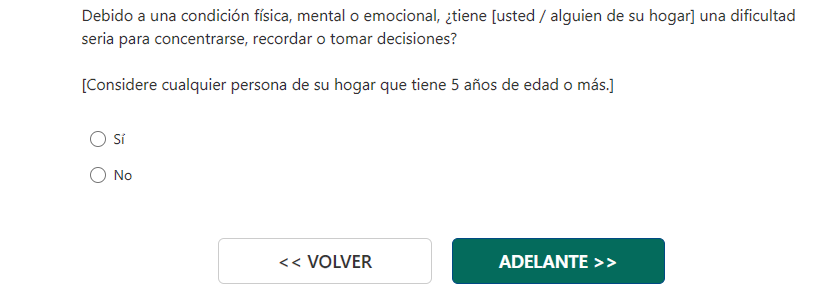 Debido a una condición física, mental o emocional, ¿tiene [usted / alguien de su hogar] una dificultad
seria para concentrarse, recordar o tomar decisiones?
[Considere cualquier persona de su hogar que tiene 5 años de edad o más.]
Sí
No
<< VOLVER
ADELANTE >>